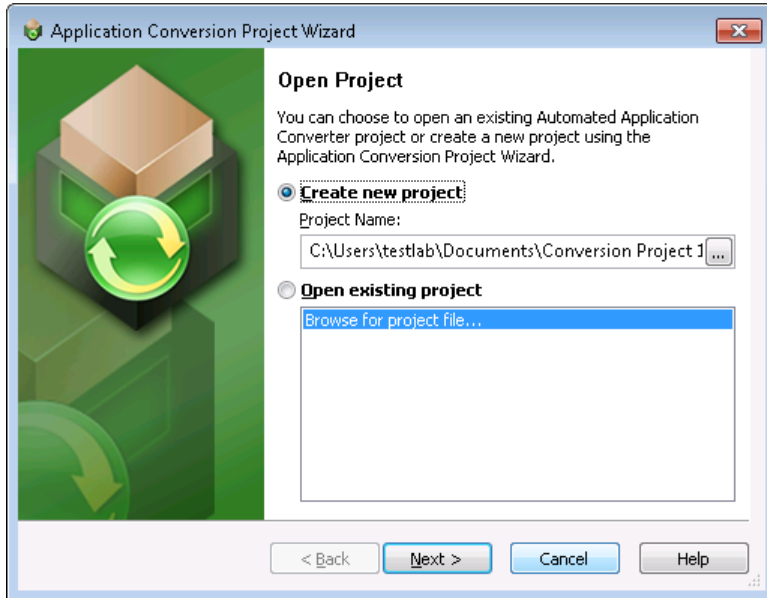 Application Conversion Project Wizard
Open Project
You can choose to open an existing Automated Application
Converter project or create a new project using the
Application Conversion Project Wizard.
Create new project
Project Name:
C:\Users\testlab\Documents\Conversion Project 1
...
Open existing project
Browse for project file...
< Back
Next >
Cancel
Help